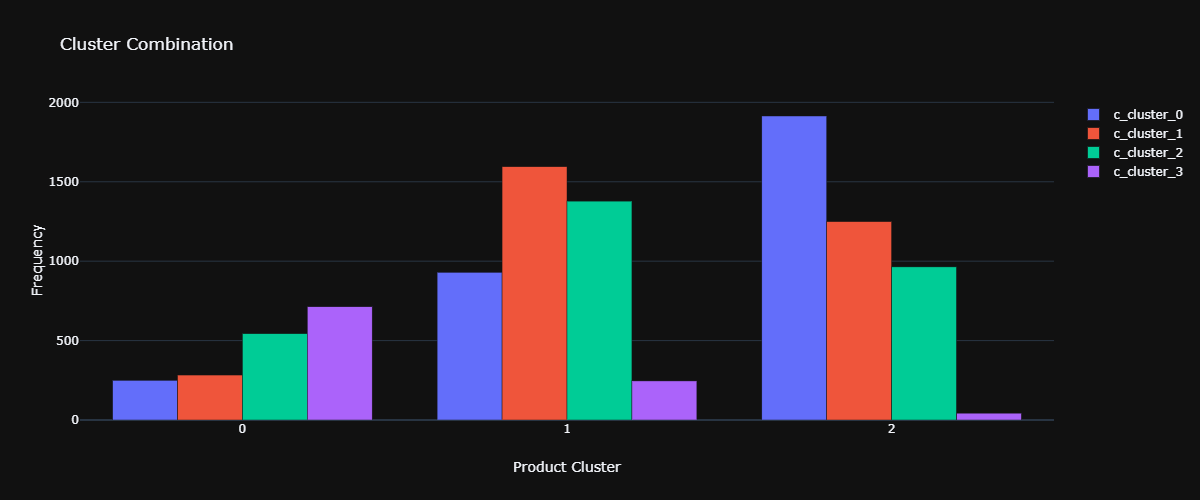 Cluster Combination
2000
1500
1000
500
0
Frequency
0
1
2
Product Cluster
c_cluster_0
c_cluster_1
c_cluster_2
c_cluster_3